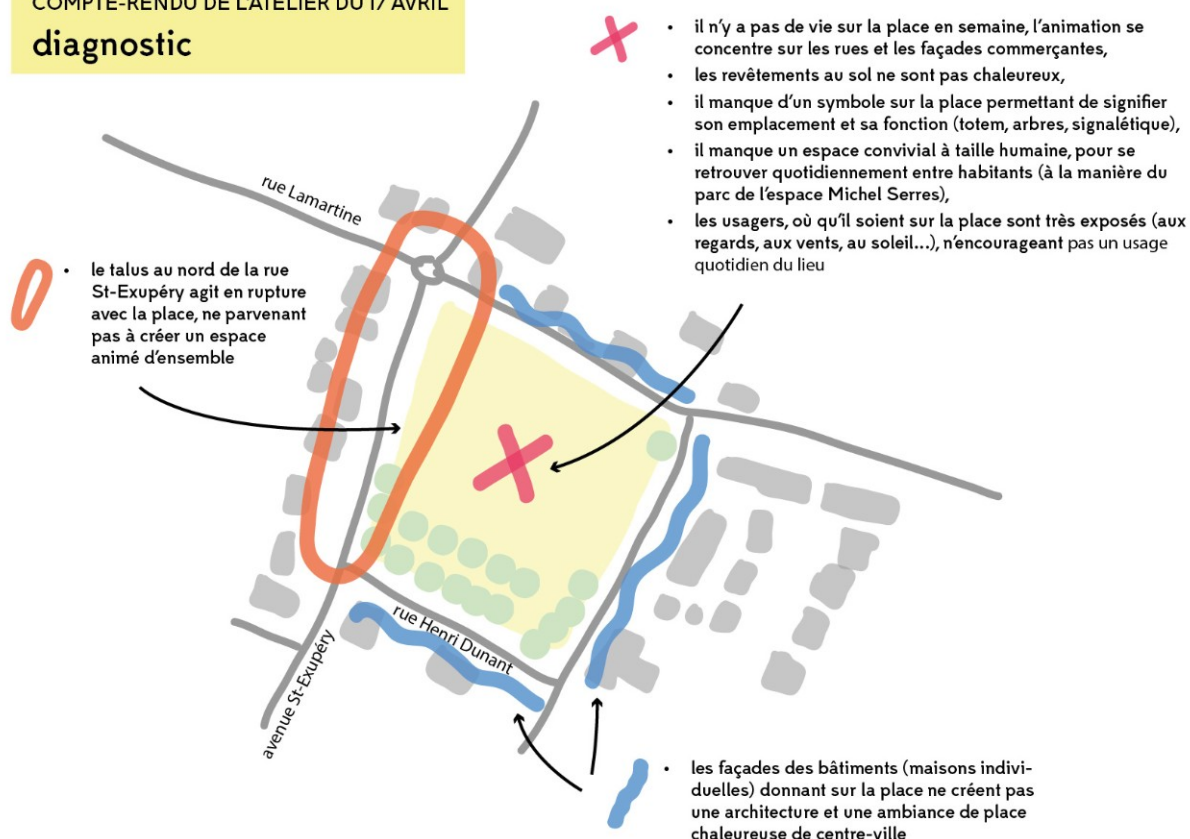 COMPTE-RENDU DE L'ATELIER DU 17 AVRIL
diagnostic
• il n'y a pas de vie sur la place en semaine, l'animation se
concentre sur les rues et les façades commerçantes,
• les revêtements au sol ne sont pas chaleureux,
• il manque d'un symbole sur la place permettant de signifier
son emplacement et sa fonction (totem, arbres, signalétique),
• il manque un espace convivial à taille humaine, pour se
retrouver quotidiennement entre habitants (à la manière du
parc de l'espace Michel Serres),
• les usagers, où qu'il soient sur la place sont très exposés (aux
regards, aux vents, au soleil...), n'encourageant pas un usage
quotidien du lieu
rue Lamartine
• le talus au nord de la rue
St-Exupéry agit en rupture
avec la place, ne parvenant
pas à créer un espace
animé d'ensemble
rue Henri Dunant
avenue St-Exupéry
• les façades des bâtiments (maisons indivi-
duelles) donnant sur la place ne créent pas
une architecture et une ambiance de place
chaleureuse de centre-ville